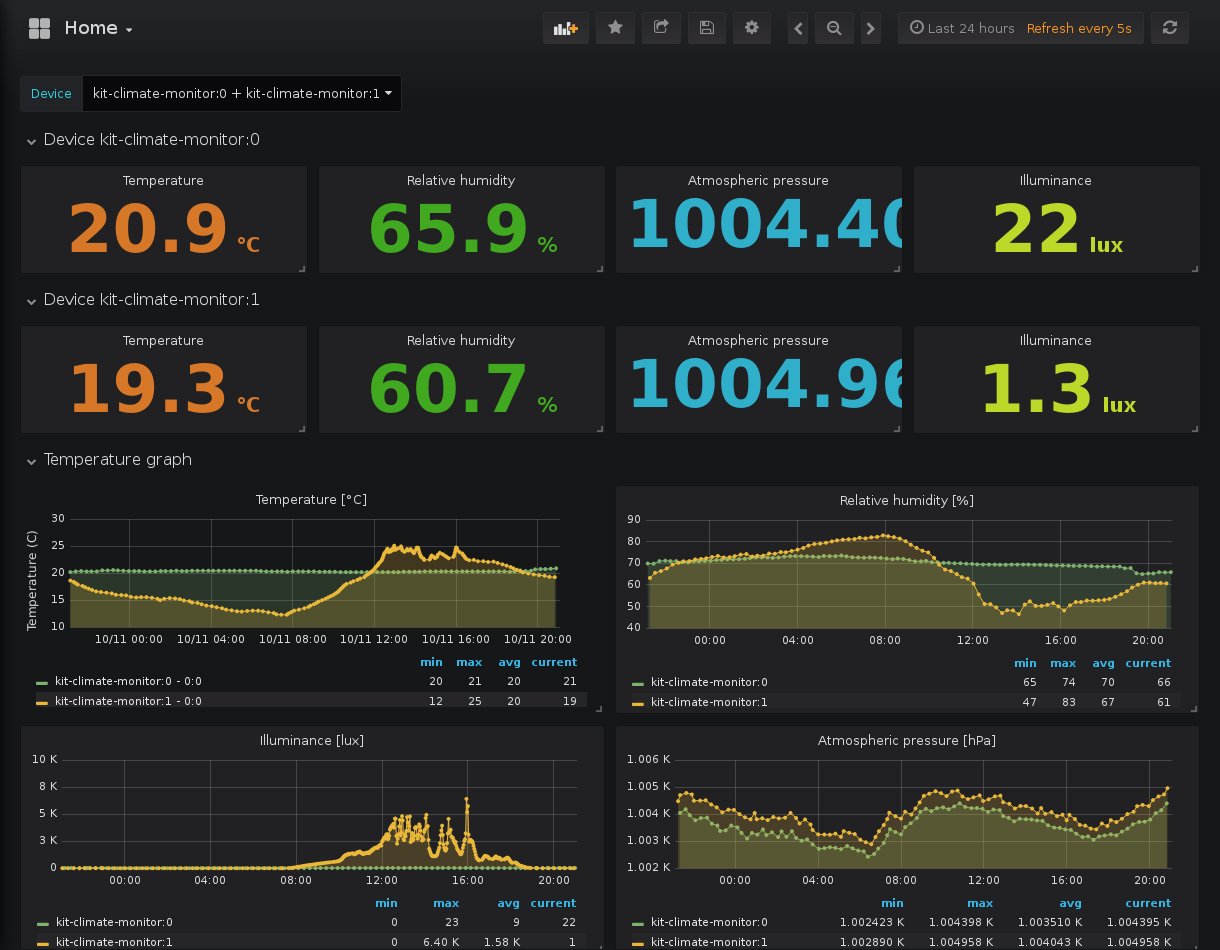 Home
Last 24 hours Refresh every 5s
Device kit-climate-monitor:0 + kit-climate-monitor:1
Device kit-climate-monitor:0
Temperature Relative humidity Atmospheric pressure Illuminance
20.9 °C 65.9 % 1004.40 22 lux
Device kit-climate-monitor:1
Temperature Relative humidity Atmospheric pressure Illuminance
19.3 °C 60.7 % 1004.96 1.3 lux
Temperature graph
Temperature [°C]
Temperature (C)
30
25
20
15
10
10/11 00:00 10/11 04:00 10/11 08:00 10/11 12:00 10/11 16:00 10/11 20:00
min max avg current
kit-climate-monitor:0 - 0:0 20 21 20 21
kit-climate-monitor:1 - 0:0 12 25 20 19
Relative humidity [%]
90
80
70
60
50
40
00:00 04:00 08:00 12:00 16:00 20:00
min max avg current
kit-climate-monitor:0 65 74 70 66
kit-climate-monitor:1 47 83 67 61
Illuminance [lux]
10 K
8 K
5 K
3 K
0
00:00 04:00 08:00 12:00 16:00 20:00
min max avg current
kit-climate-monitor:0 0 23 9 22
kit-climate-monitor:1 0 6.40 K 1.58 K 1
Atmospheric pressure [hPa]
1.006 K
1.005 K
1.004 K
1.003 K
1.002 K
00:00 04:00 08:00 12:00 16:00 20:00
min max avg current
kit-climate-monitor:0 1.002423 K 1.004398 K 1.003510 K 1.004395 K
kit-climate-monitor:1 1.002890 K 1.004958 K 1.004043 K 1.004958 K